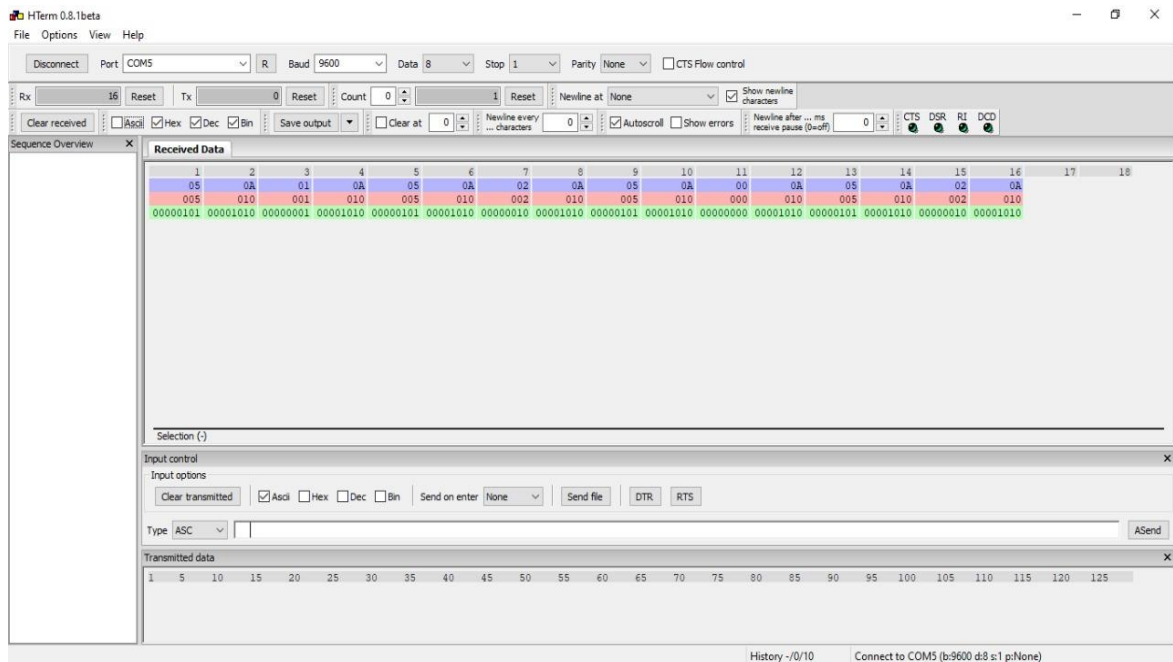 HTerm 0.8.1beta
File Options View Help
Disconnect Port COM5 R Baud 9600 Data 8 Stop 1 Parity None CTS Flow control
Rx 16 Reset Tx 0 Reset Count 0 1 Reset Newline at None Show newline characters
Clear received Ascii Hex Dec Bin Save output Clear at 0 Newline every ... characters 0 Autoscroll Show errors Newline after ... ms receive pause (0=off) 0 CTS DSR RI DCD
Sequence Overview
Received Data
1 2 3 4 5 6 7 8 9 10 11 12 13 14 15 16 17 18
05 0A 01 0A 05 0A 02 0A 05 0A 00 0A 05 0A 02 0A
005 010 001 010 005 010 002 010 005 010 000 010 005 010 002 010
00000101 00001010 00000001 00001010 00000101 00001010 00000010 00001010 00000101 00001010 00000000 00001010 00000101 00001010 00000010 00001010
Selection (-)
Input control
Input options
Clear transmitted Ascii Hex Dec Bin Send on enter None Send file DTR RTS
Type ASC ASend
Transmitted data
1 5 10 15 20 25 30 35 40 45 50 55 60 65 70 75 80 85 90 95 100 105 110 115 120 125
History -/0/10 Connect to COM5 (b:9600 d:8 s:1 p:None)